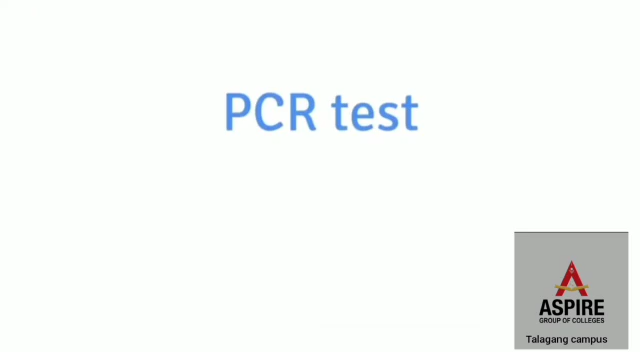 PCR test
ASPIRE
GROUP OF COLLEGES
Talagang campus